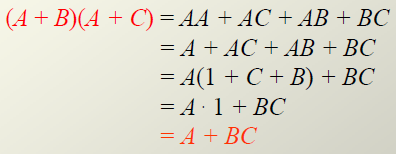 (A + B)(A + C) = AA + AC + AB + BC
= A + AC + AB + BC
= A(1 + C + B) + BC
= A · 1 + BC
= A + BC